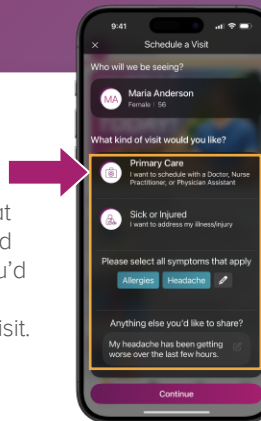 9:41
Schedule a Visit
Who will we be seeing?
MA
Maria Anderson
Female | 56
What kind of visit would you like?
Primary Care
I want to schedule with a Doctor, Nurse
Practitioner, or Physician Assistant
Sick or Injured
I want to address my illness/injury
Please select all symptoms that apply
Allergies Headache
Anything else you'd like to share?
My headache has been getting
worse over the last few hours.
Continue
isit.